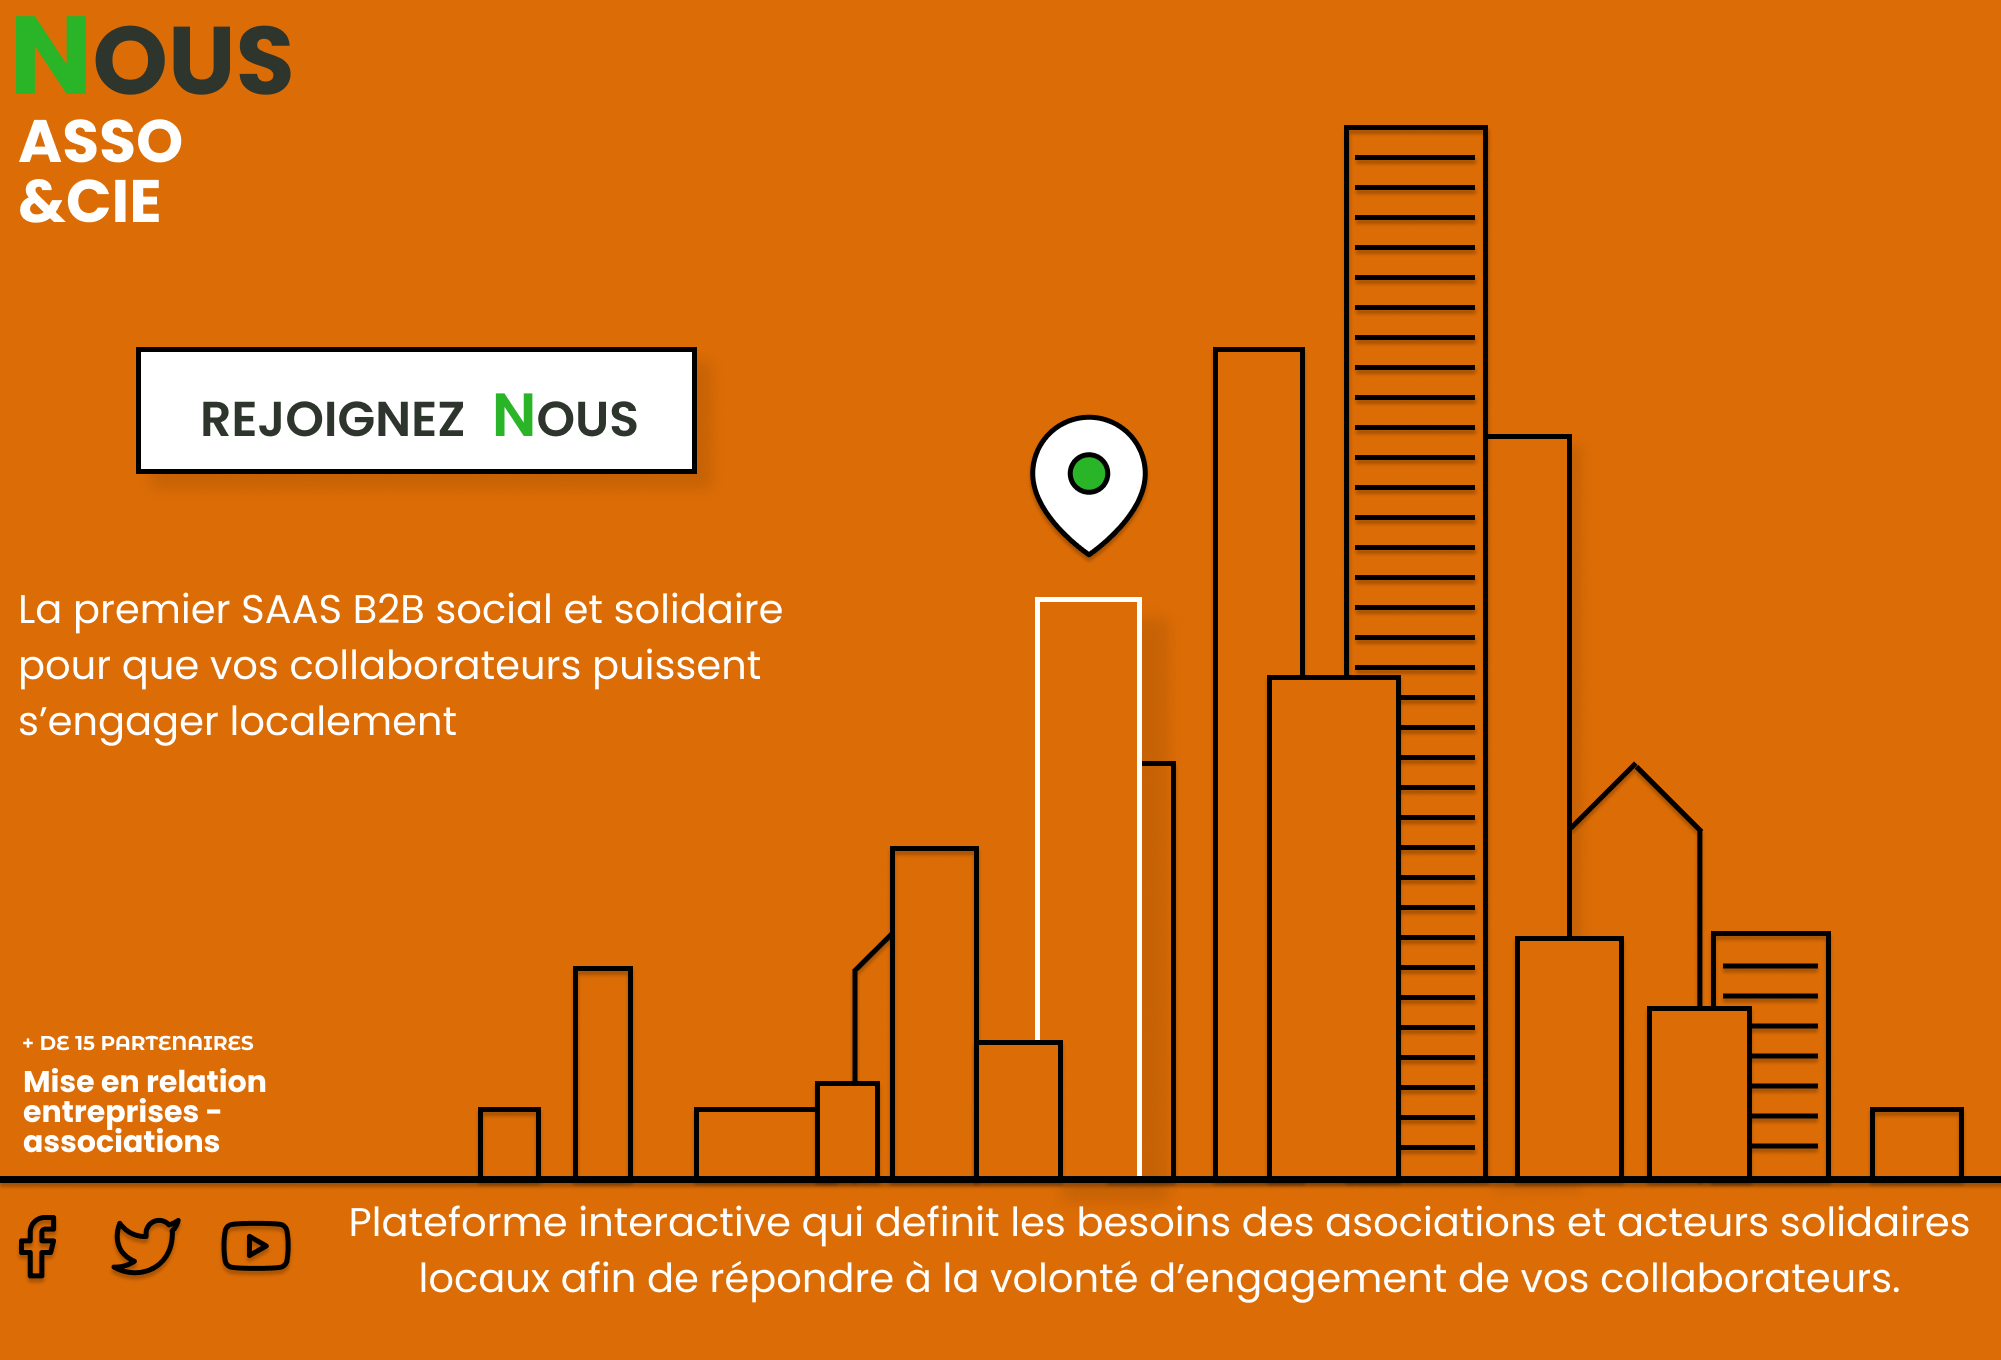 NOUS
ASSO
&CIE
REJOIGNEZ NOUS
La premier SAAS B2B social et solidaire
pour que vos collaborateurs puissent
s’engager localement
+ DE 15 PARTENAIRES
Mise en relation
entreprises -
associations
Plateforme interactive qui definit les besoins des asociations et acteurs solidaires
locaux afin de répondre à la volonté d’engagement de vos collaborateurs.